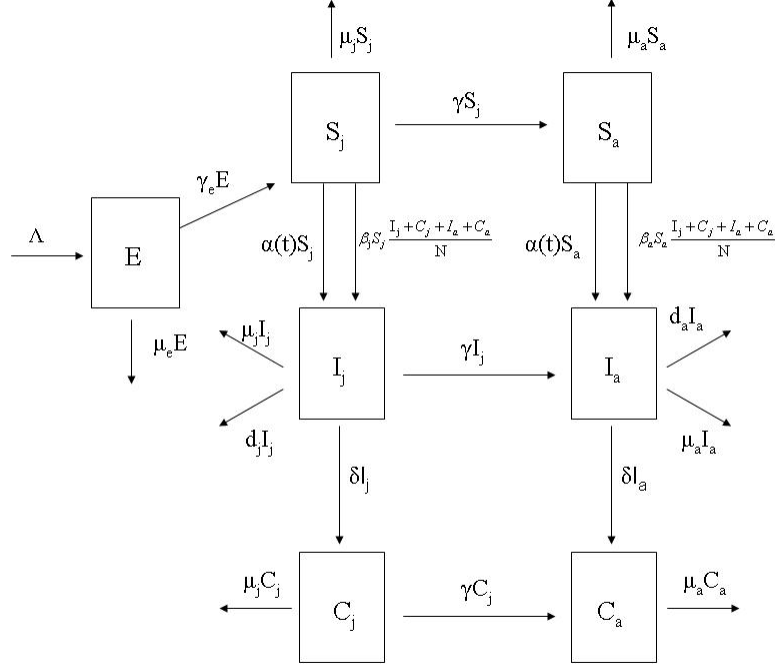 μⱼSⱼ
μₐSₐ
Sⱼ
γSⱼ
Sₐ
γₑE
Λ
E
α(t)Sⱼ
βⱼSⱼ (Iⱼ + Cⱼ + Iₐ + Cₐ)/N
α(t)Sₐ
βₐSₐ (Iⱼ + Cⱼ + Iₐ + Cₐ)/N
μₑE
μⱼIⱼ
Iⱼ
γIⱼ
Iₐ
dₐIₐ
dⱼIⱼ
μₐIₐ
δIⱼ
δIₐ
μⱼCⱼ
Cⱼ
γCⱼ
Cₐ
μₐCₐ